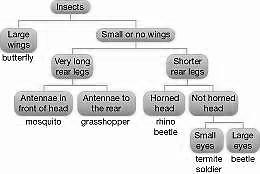 Insects
Large
wings
butterfly
Small or no wings
Very long
rear legs
Shorter
rear legs
Antennae in
front of head
mosquito
Antennae to
the rear
grasshopper
Horned
head
rhino
beetle
Not horned
head
Small
eyes
termite
soldier
Large
eyes
beetle